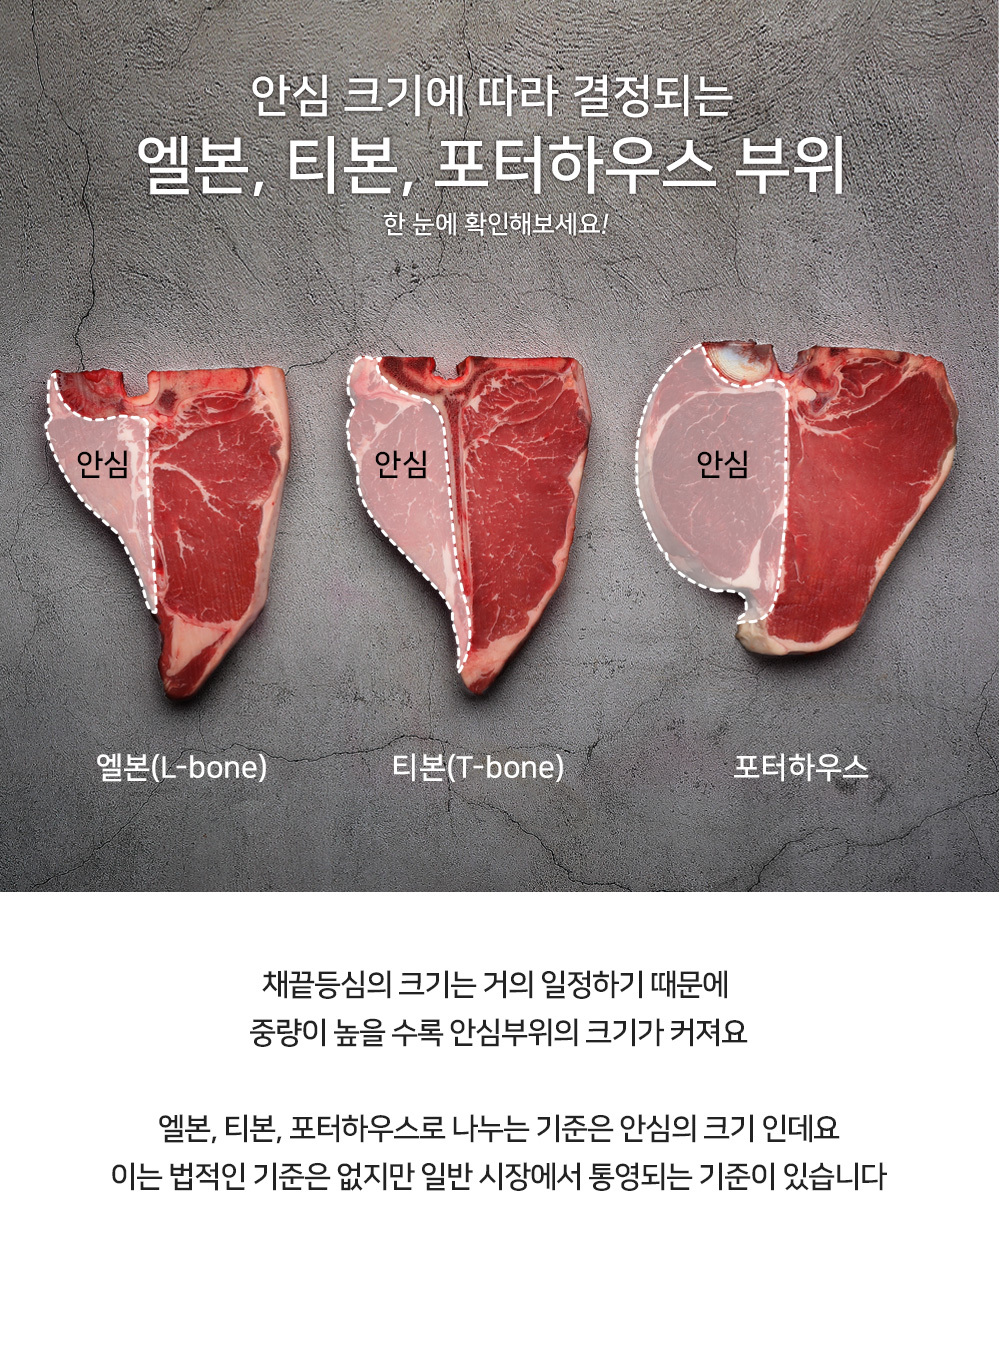 안심 크기에 따라 결정되는
엘본, 티본, 포터하우스 부위
한 눈에 확인해보세요!
안심
안심
안심
엘본(L-bone)
티본(T-bone)
포터하우스
채끝등심의 크기는 거의 일정하기 때문에
중량이 높을 수록 안심부위의 크기가 커져요
엘본, 티본, 포터하우스로 나누는 기준은 안심의 크기 인데요
이는 법적인 기준은 없지만 일반 시장에서 통영되는 기준이 있습니다